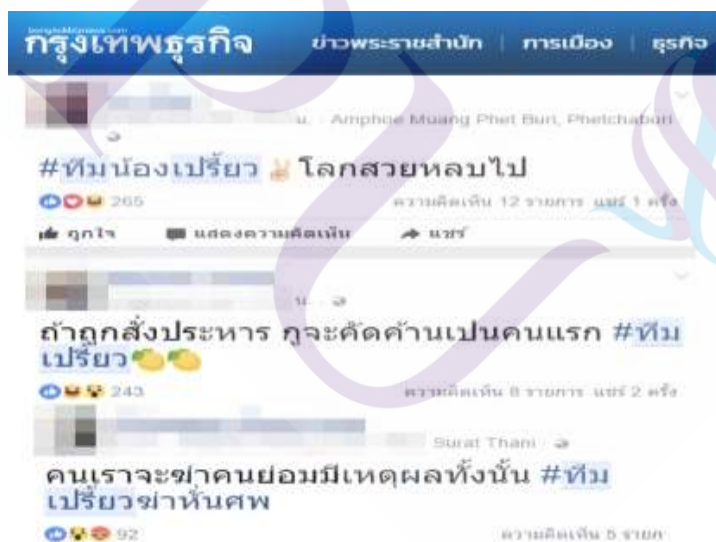 กรุงเทพธุรกิจ ข่าวพระราชสำนัก | การเมือง | ธุรกิจ
น. · Amphoe Muang Phet Buri, Phetchaburi
#ทีมน้องเปรี้ยว ✌ โลกสวยหลบไป
265 ความคิดเห็น 12 รายการ แชร์ 1 ครั้ง
ถูกใจ แสดงความคิดเห็น แชร์
น. ·
ถ้าถูกสั่งประหาร กูจะคัดค้านเปนคนแรก #ทีม
เปรี้ยว🍋🍋
243 ความคิดเห็น 8 รายการ แชร์ 2 ครั้ง
Surat Thani ·
คนเราจะฆ่าคนย่อมมีเหตุผลทั้งนั้น #ทีม
เปรี้ยวฆ่าหั่นศพ
92 ความคิดเห็น 5 รายก